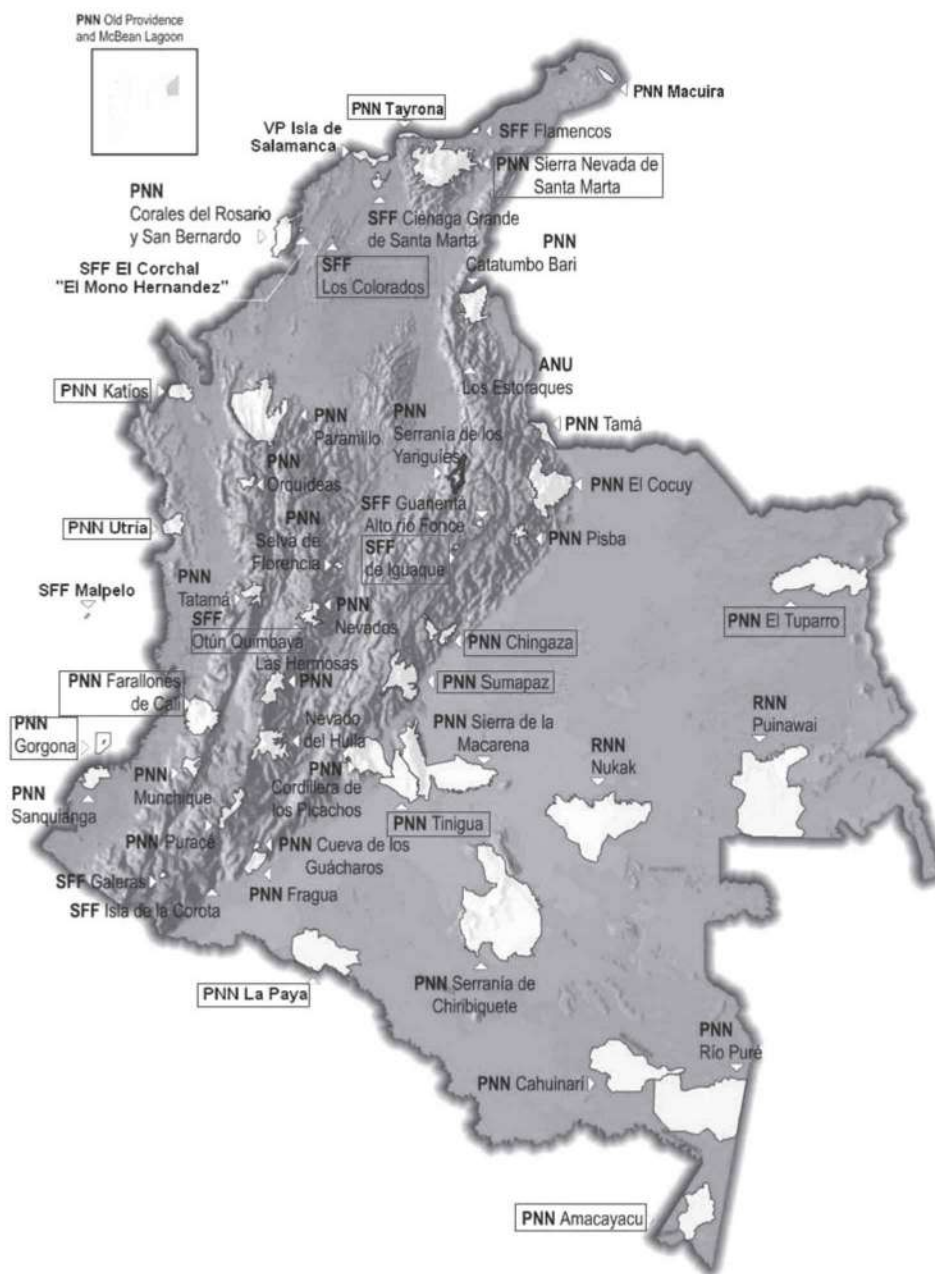 PNN Old Providence
and McBean Lagoon
PNN Macuira
PNN Tayrona
VP Isla de
Salamanca
SFF Flamencos
PNN Sierra Nevada de
Santa Marta
PNN
Corales del Rosario
y San Bernardo
SFF Ciénaga Grande
de Santa Marta
PNN
Catatumbo Bari
SFF El Corchal
"El Mono Hernandez"
SFF
Los Colorados
ANU
Los Estoraques
PNN Katíos
PNN
Paramillo
PNN
Serranía de los
Yariguíes
PNN Tamá
PNN
Orquídeas
PNN El Cocuy
SFF Guanentá
Alto río Fonce
PNN Utría
PNN
Selva de
Florencia
SFF
de Iguaque
PNN Pisba
SFF Malpelo
PNN
Tatamá
PNN
Nevados
PNN El Tuparro
SFF
Otún Quimbaya
PNN Chingaza
Las Hermosas
PNN
PNN Sumapaz
PNN Farallones
de Cali
PNN
Gorgona
Nevado
del Huila
PNN Sierra de la
Macarena
RNN
Nukak
RNN
Puinawai
PNN
Sanquianga
PNN
Munchique
PNN
Cordillera de
los Picachos
PNN Tinigua
PNN Puracé
PNN Cueva de los
Guácharos
SFF Galeras
PNN Fragua
SFF Isla de la Corota
PNN La Paya
PNN Serranía de
Chiribiquete
PNN
Río Puré
PNN Cahuinarí
PNN Amacayacu